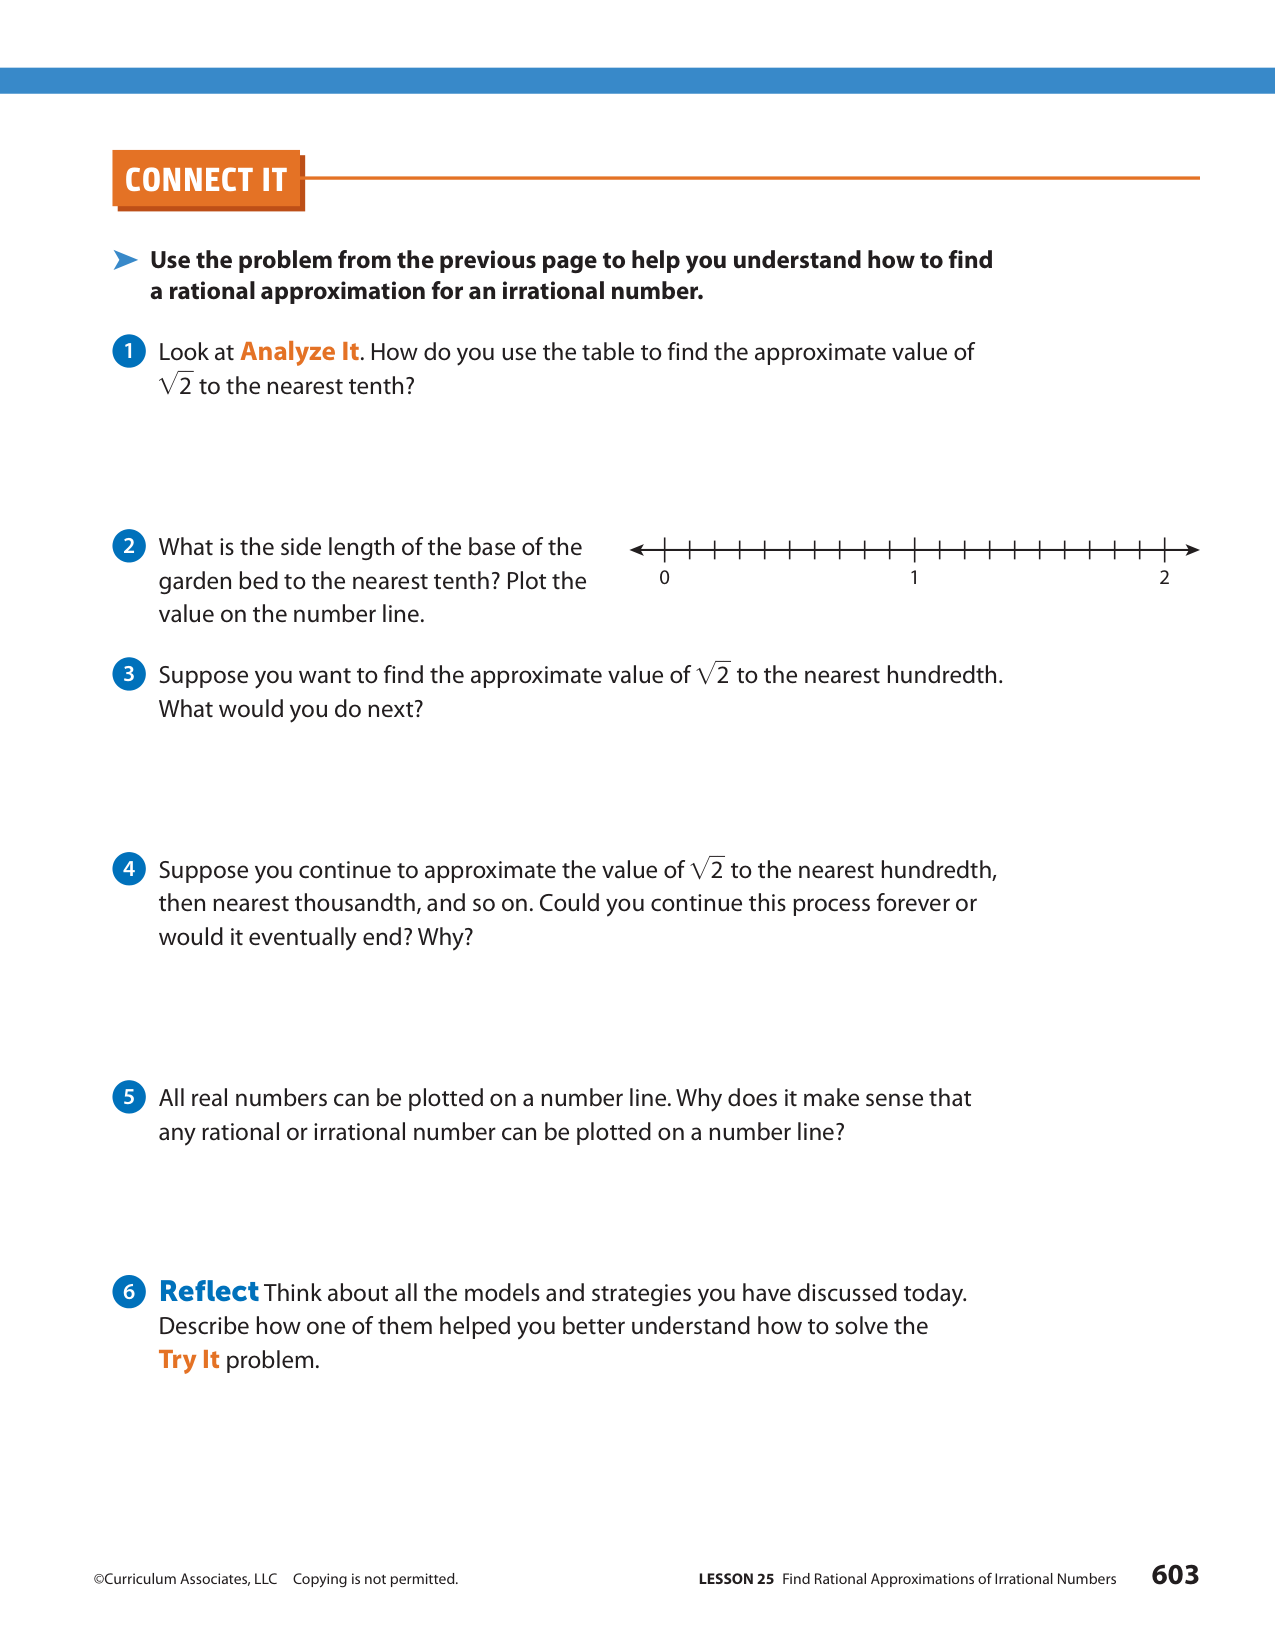 CONNECT IT
➤ Use the problem from the previous page to help you understand how to find
a rational approximation for an irrational number.
1 Look at Analyze It. How do you use the table to find the approximate value of
√2 to the nearest tenth?
2 What is the side length of the base of the
garden bed to the nearest tenth? Plot the
value on the number line.
0 1 2
3 Suppose you want to find the approximate value of √2 to the nearest hundredth.
What would you do next?
4 Suppose you continue to approximate the value of √2 to the nearest hundredth,
then nearest thousandth, and so on. Could you continue this process forever or
would it eventually end? Why?
5 All real numbers can be plotted on a number line. Why does it make sense that
any rational or irrational number can be plotted on a number line?
6 Reflect Think about all the models and strategies you have discussed today.
Describe how one of them helped you better understand how to solve the
Try It problem.
©Curriculum Associates, LLC Copying is not permitted.
LESSON 25 Find Rational Approximations of Irrational Numbers 603